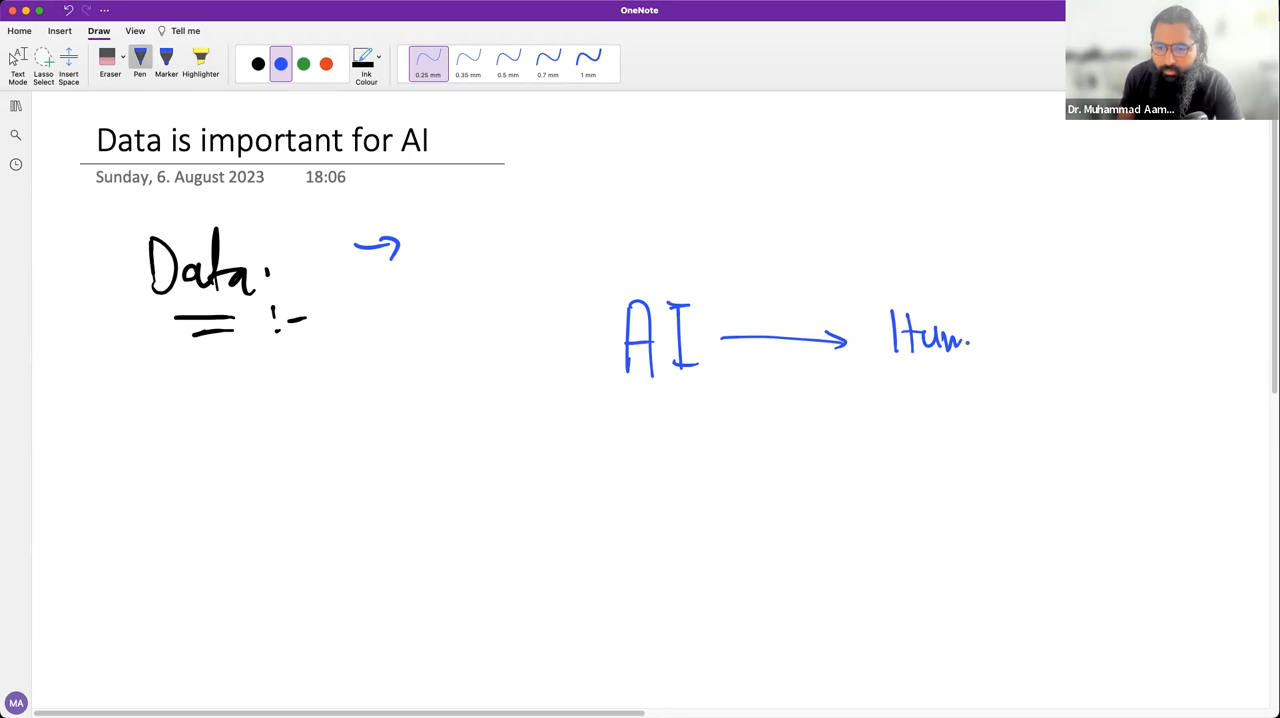 OneNote
Home Insert Draw View Tell me
Text Mode
Lasso Select
Insert Space
Eraser
Pen
Marker
Highlighter
Ink Colour
0.25 mm 0.35 mm 0.5 mm 0.7 mm 1 mm
Dr. Muhammad Aam...
Data is important for AI
Sunday, 6. August 2023 18:06
Data :
:-
AI → Hum
MA